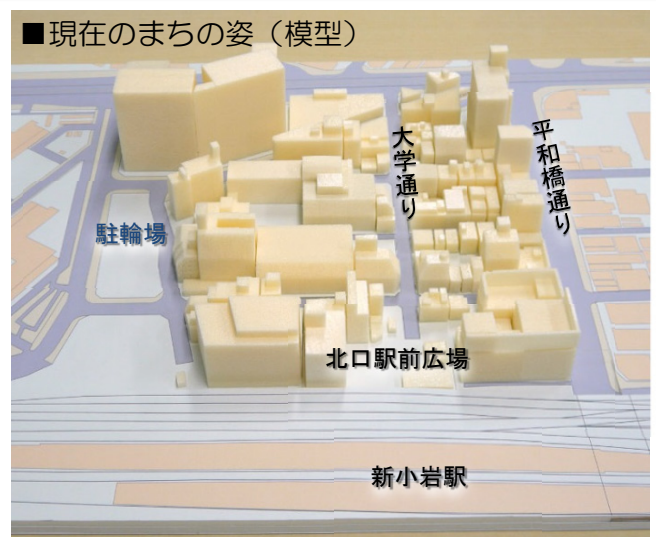 ■現在のまちの姿（模型）
大学通り
平和橋通り
駐輪場
北口駅前広場
新小岩駅